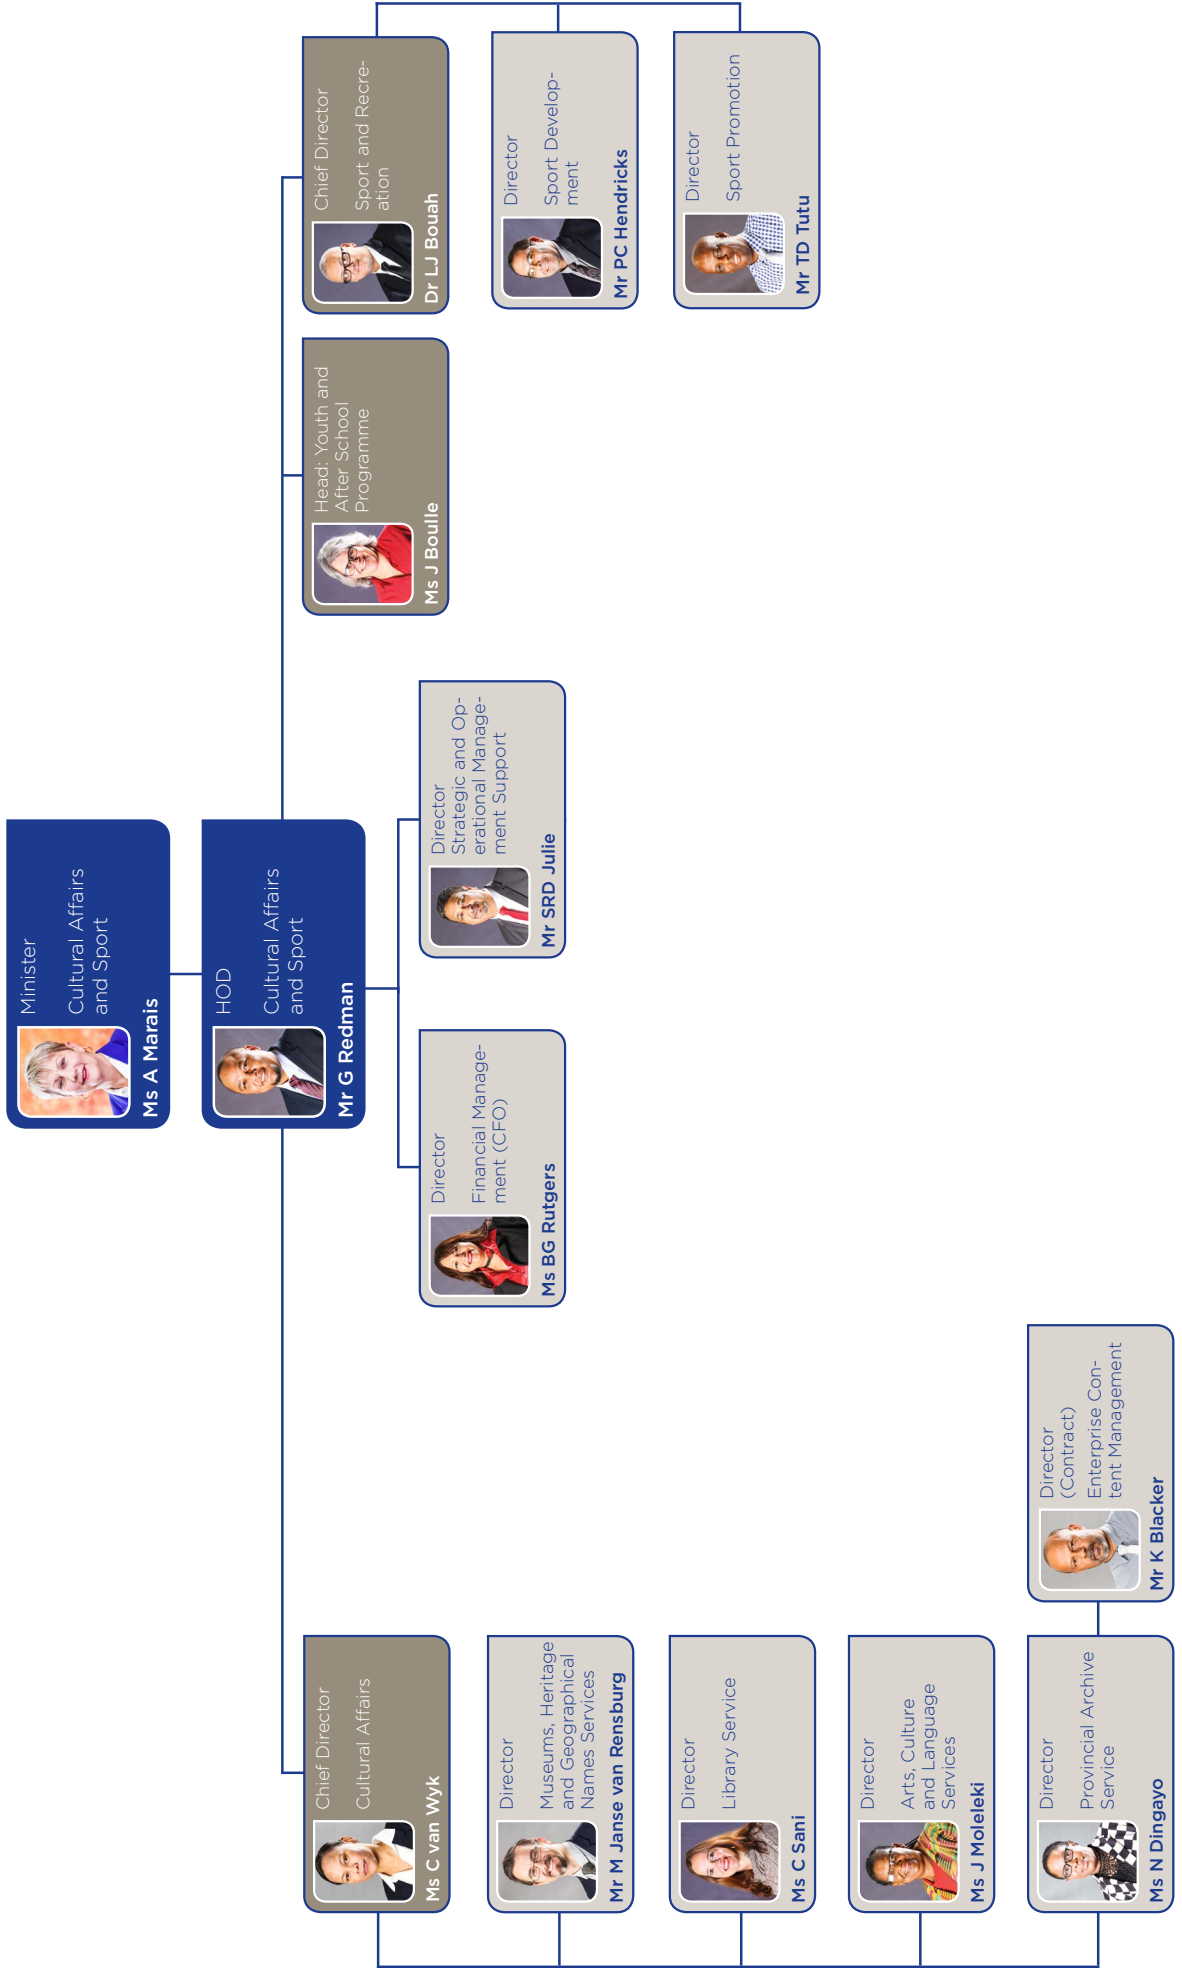 Minister
Cultural Affairs
and Sport
Ms A Marais
HOD
Cultural Affairs
and Sport
Mr G Redman
Chief Director
Cultural Affairs
Ms C van Wyk
Director
Museums, Heritage
and Geographical
Names Services
Mr M Janse van Rensburg
Director
Library Service
Ms C Sani
Director
Arts, Culture
and Language
Services
Ms J Moleleki
Director
Provincial Archive
Service
Ms N Dingayo
Director
(Contract)
Enterprise Con-
tent Management
Mr K Blacker
Director
Financial Manage-
ment (CFO)
Ms BG Rutgers
Director
Strategic and Op-
erational Manage-
ment Support
Mr SRD Julie
Head: Youth and
After School
Programme
Ms J Boulle
Chief Director
Sport and Recre-
ation
Dr LJ Bouah
Director
Sport Develop-
ment
Mr PC Hendricks
Director
Sport Promotion
Mr TD Tutu